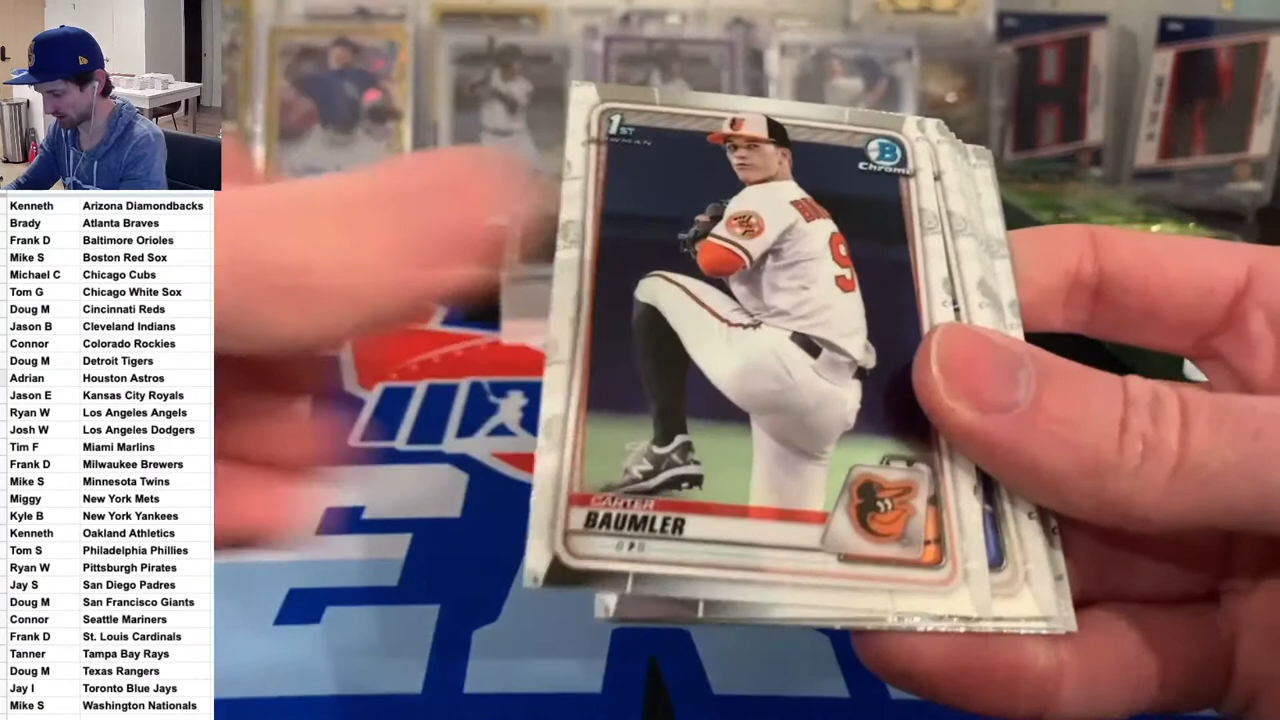 Kenneth Arizona Diamondbacks
Brady Atlanta Braves
Frank D Baltimore Orioles
Mike S Boston Red Sox
Michael C Chicago Cubs
Tom G Chicago White Sox
Doug M Cincinnati Reds
Jason B Cleveland Indians
Connor Colorado Rockies
Doug M Detroit Tigers
Adrian Houston Astros
Jason E Kansas City Royals
Ryan W Los Angeles Angels
Josh W Los Angeles Dodgers
Tim F Miami Marlins
Frank D Milwaukee Brewers
Mike S Minnesota Twins
Miggy New York Mets
Kyle B New York Yankees
Kenneth Oakland Athletics
Tom S Philadelphia Phillies
Ryan W Pittsburgh Pirates
Jay S San Diego Padres
Doug M San Francisco Giants
Connor Seattle Mariners
Frank D St. Louis Cardinals
Tanner Tampa Bay Rays
Doug M Texas Rangers
Jay I Toronto Blue Jays
Mike S Washington Nationals
1ST
BOWMAN
B
Chrome
9
CARTER
BAUMLER
H
N